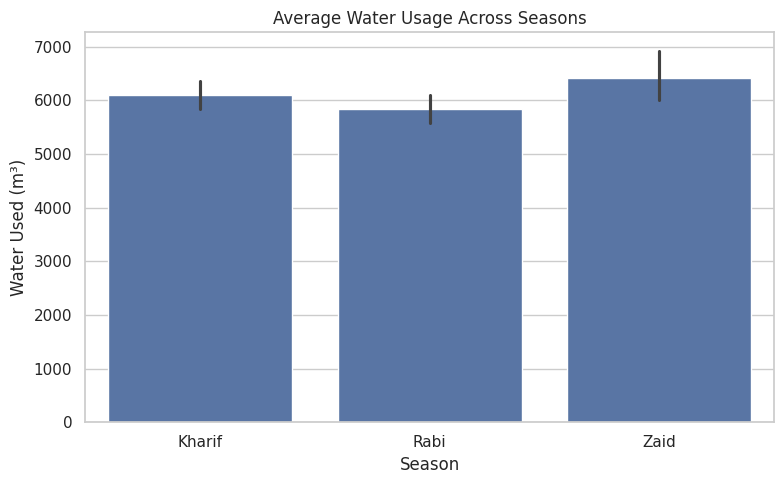 Average Water Usage Across Seasons
Water Used (m³)
7000
6000
5000
4000
3000
2000
1000
0
Kharif
Rabi
Zaid
Season